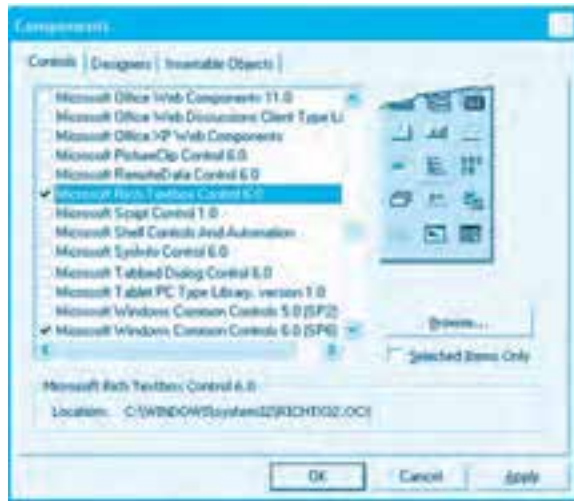 Components
Controls Designers Insertable Objects
Microsoft Office Web Components 11.0
Microsoft Office Web Discussions Client Type Li
Microsoft Office XP Web Components
Microsoft PictureClip Control 6.0
Microsoft RemoteData Control 6.0
Microsoft Rich Textbox Control 6.0
Microsoft Script Control 1.0
Microsoft Shell Controls And Automation
Microsoft SysInfo Control 6.0
Microsoft Tabbed Dialog Control 6.0
Microsoft Tablet PC Type Library, version 1.0
Microsoft Windows Common Controls 5.0 (SP2)
Microsoft Windows Common Controls 6.0 (SP6)
Browse...
Selected Items Only
Microsoft Rich Textbox Control 6.0
Location: C:\WINDOWS\system32\RICHTX32.OCX
OK Cancel Apply